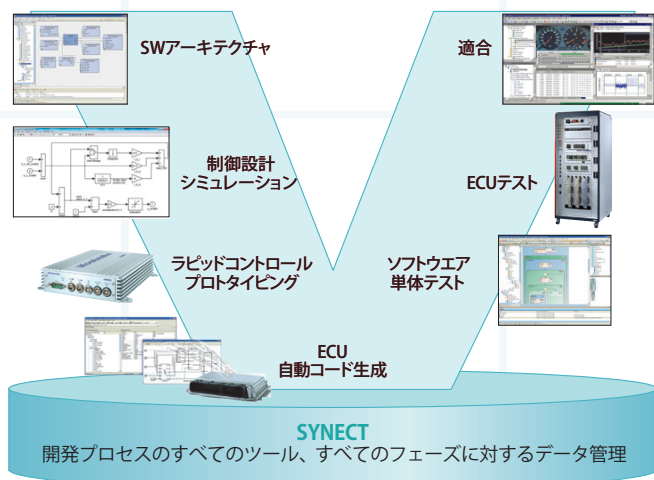 SWアーキテクチャ
適合
制御設計
シミュレーション
ECUテスト
ラピッドコントロール
プロトタイピング
ソフトウエア
単体テスト
ECU
自動コード生成
SYNECT
開発プロセスのすべてのツール、すべてのフェーズに対するデータ管理